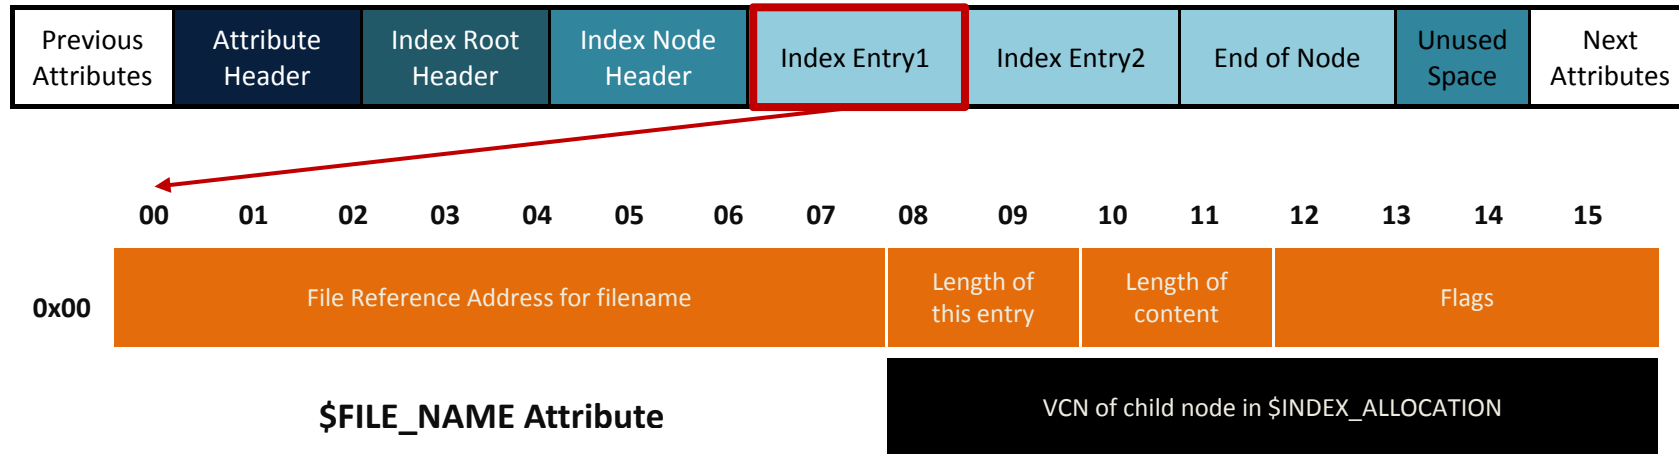 Previous
Attributes
Attribute
Header
Index Root
Header
Index Node
Header
Index Entry1
Index Entry2
End of Node
Unused
Space
Next
Attributes
00 01 02 03 04 05 06 07 08 09 10 11 12 13 14 15
0x00
File Reference Address for filename
Length of
this entry
Length of
content
Flags
$FILE_NAME Attribute
VCN of child node in $INDEX_ALLOCATION